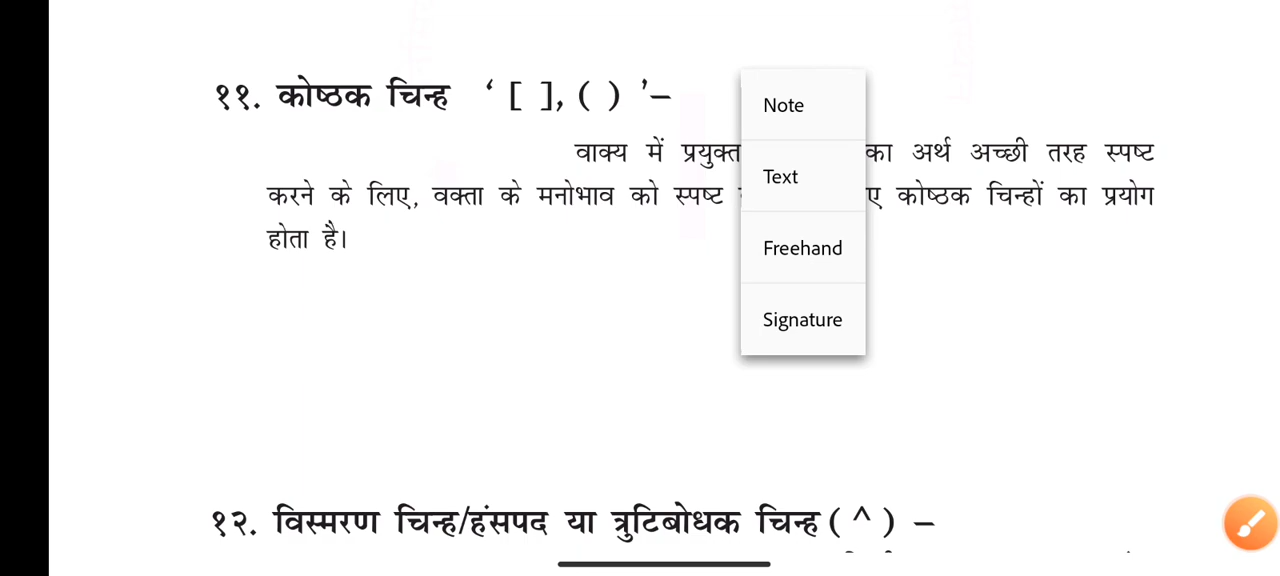 ११. कोष्ठक चिन्ह ‘ [ ], ( ) ’–
वाक्य में प्रयुक्त का अर्थ अच्छी तरह स्पष्ट
करने के लिए, वक्ता के मनोभाव को स्पष्ट कोष्ठक चिन्हों का प्रयोग
होता है।
Note
Text
Freehand
Signature
१२. विस्मरण चिन्ह/हंसपद या त्रुटिबोधक चिन्ह ( ^ ) –